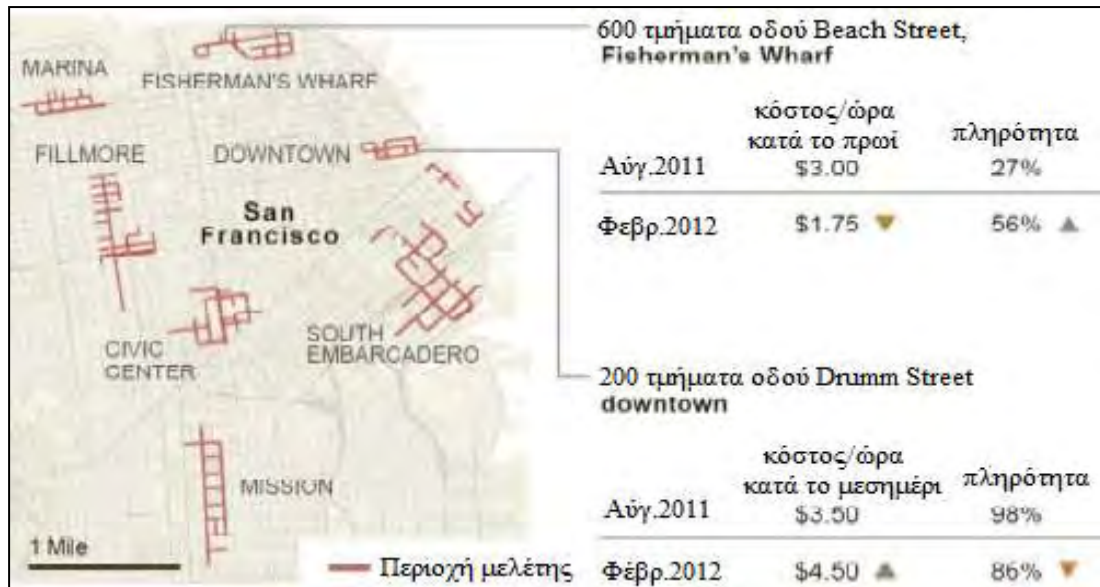 MARINA
FISHERMAN'S WHARF
FILLMORE
DOWNTOWN
San
Francisco
CIVIC
CENTER
SOUTH
EMBARCADERO
MISSION
1 Mile
Περιοχή μελέτης
600 τμήματα οδού Beach Street,
Fisherman's Wharf
κόστος/ώρα
κατά το πρωί πληρότητα
Αύγ.2011 $3.00 27%
Φεβρ.2012 $1.75 ▼ 56% ▲
200 τμήματα οδού Drumm Street
downtown
κόστος/ώρα
κατά το μεσημέρι πληρότητα
Αύγ.2011 $3.50 98%
Φέβρ.2012 $4.50 ▲ 86% ▼